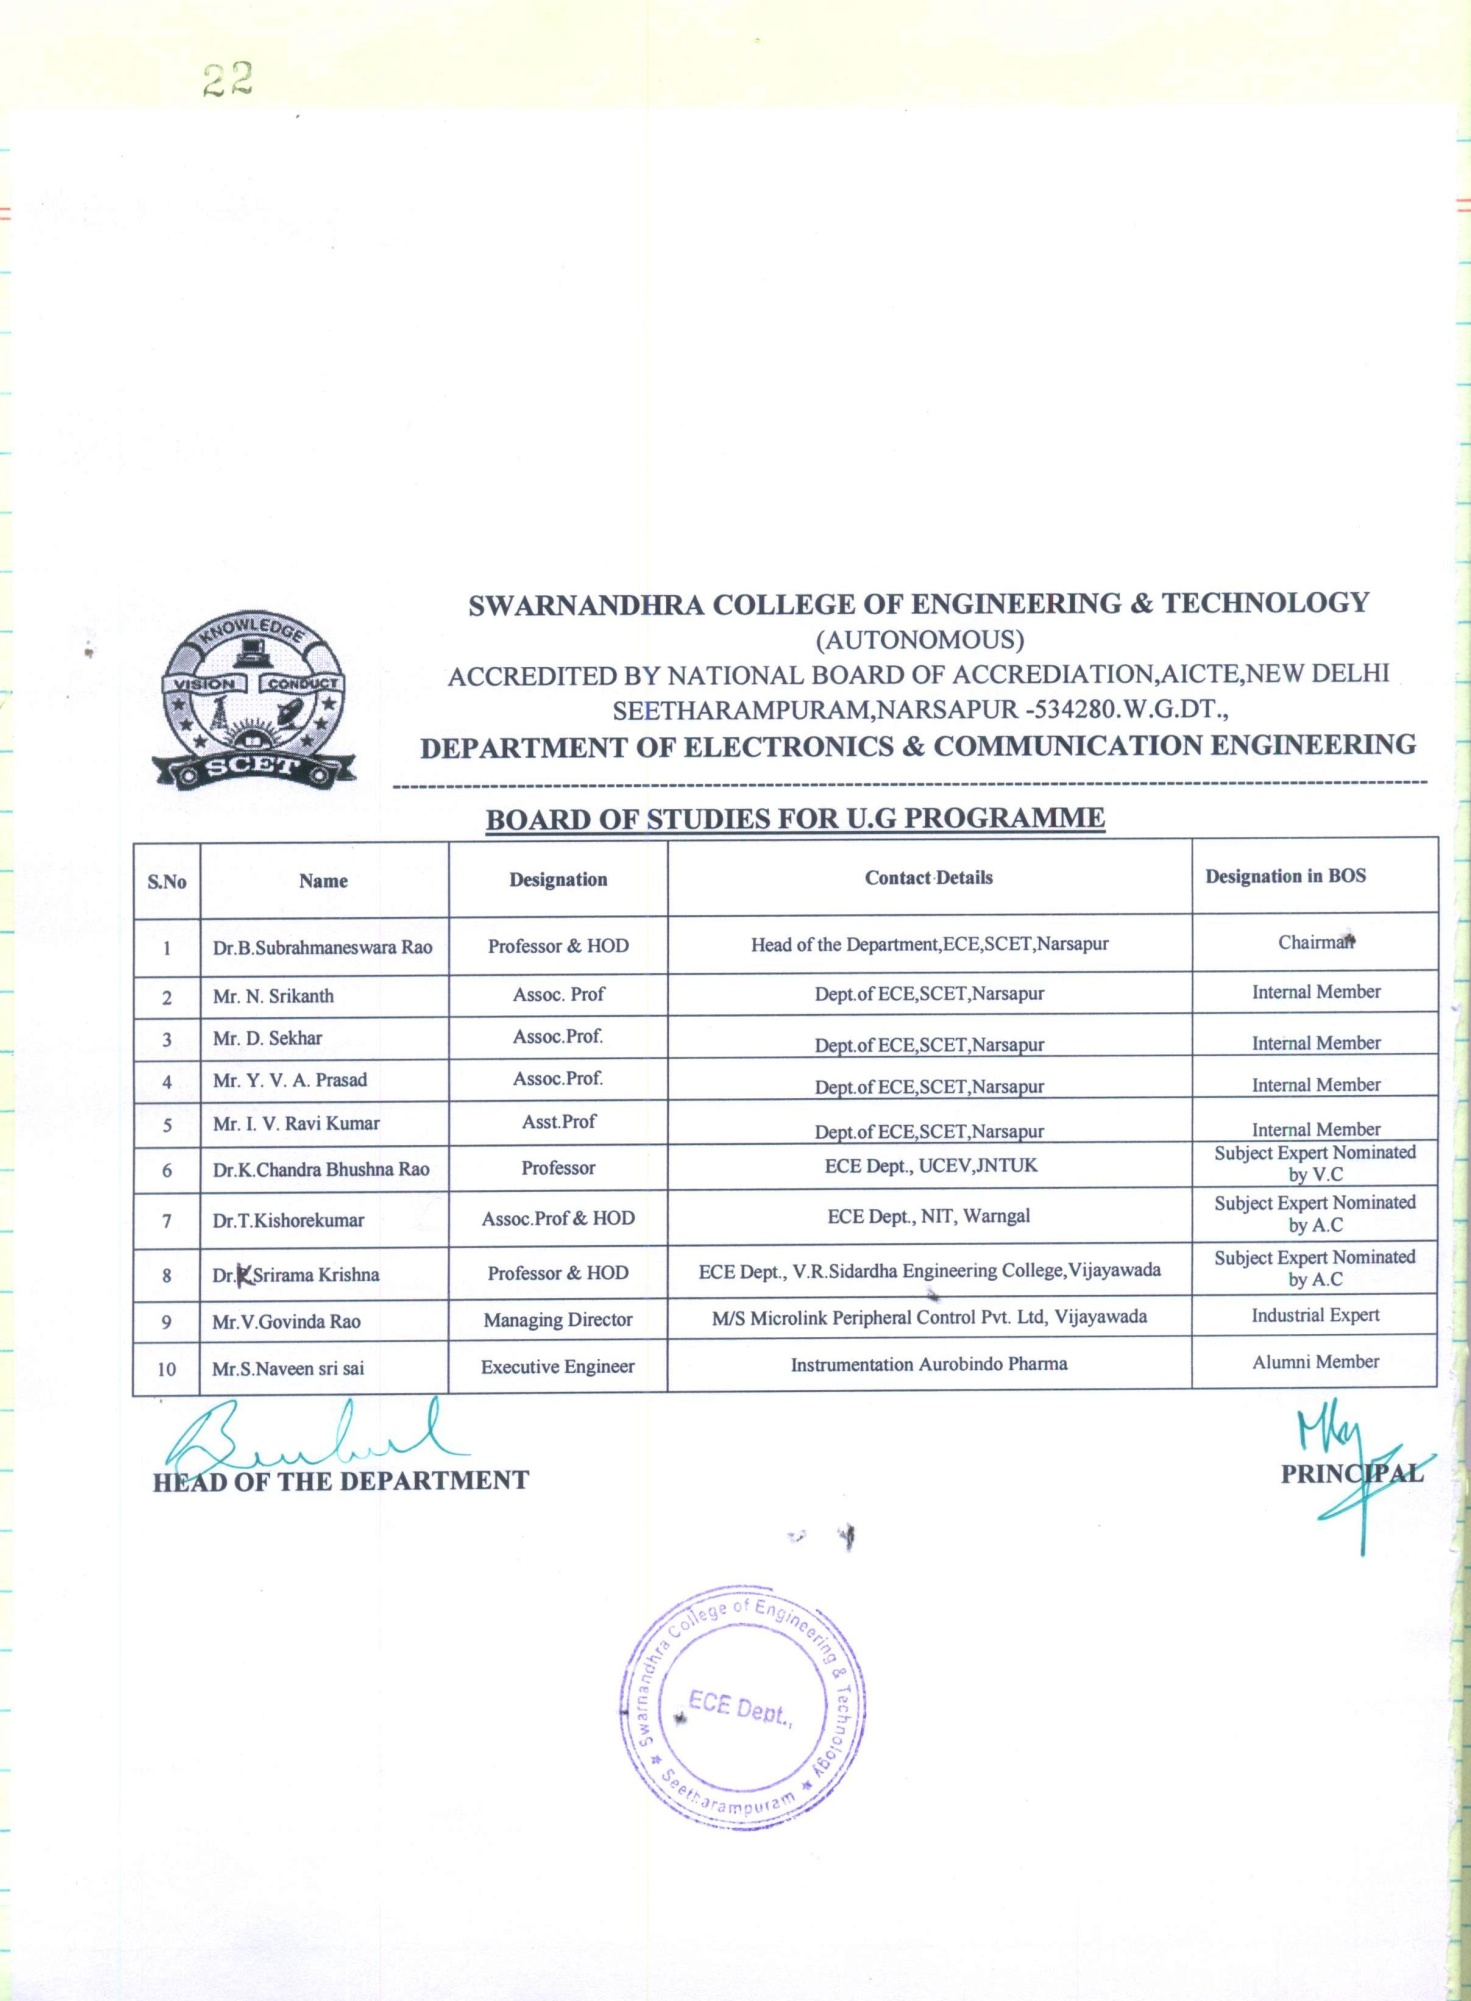 22
KNOWLEDGE
VISION CONDUCT
SCET
SWARNANDHRA COLLEGE OF ENGINEERING & TECHNOLOGY
(AUTONOMOUS)
ACCREDITED BY NATIONAL BOARD OF ACCREDIATION,AICTE,NEW DELHI
SEETHARAMPURAM,NARSAPUR -534280.W.G.DT.,
DEPARTMENT OF ELECTRONICS & COMMUNICATION ENGINEERING
BOARD OF STUDIES FOR U.G PROGRAMME
S.No Name Designation Contact Details Designation in BOS
1 Dr.B.Subrahmaneswara Rao Professor & HOD Head of the Department,ECE,SCET,Narsapur Chairman
2 Mr. N. Srikanth Assoc. Prof Dept.of ECE,SCET,Narsapur Internal Member
3 Mr. D. Sekhar Assoc.Prof. Dept.of ECE,SCET,Narsapur Internal Member
4 Mr. Y. V. A. Prasad Assoc.Prof. Dept.of ECE,SCET,Narsapur Internal Member
5 Mr. I. V. Ravi Kumar Asst.Prof Dept.of ECE,SCET,Narsapur Internal Member
6 Dr.K.Chandra Bhushna Rao Professor ECE Dept., UCEV,JNTUK Subject Expert Nominated
by V.C
7 Dr.T.Kishorekumar Assoc.Prof & HOD ECE Dept., NIT, Warngal Subject Expert Nominated
by A.C
8 Dr.K Srirama Krishna Professor & HOD ECE Dept., V.R.Sidardha Engineering College,Vijayawada Subject Expert Nominated
by A.C
9 Mr.V.Govinda Rao Managing Director M/S Microlink Peripheral Control Pvt. Ltd, Vijayawada Industrial Expert
10 Mr.S.Naveen sri sai Executive Engineer Instrumentation Aurobindo Pharma Alumni Member
HEAD OF THE DEPARTMENT PRINCIPAL
Swarnandhra College of Engineering & Technology
ECE Dept.,
Seetharampuram